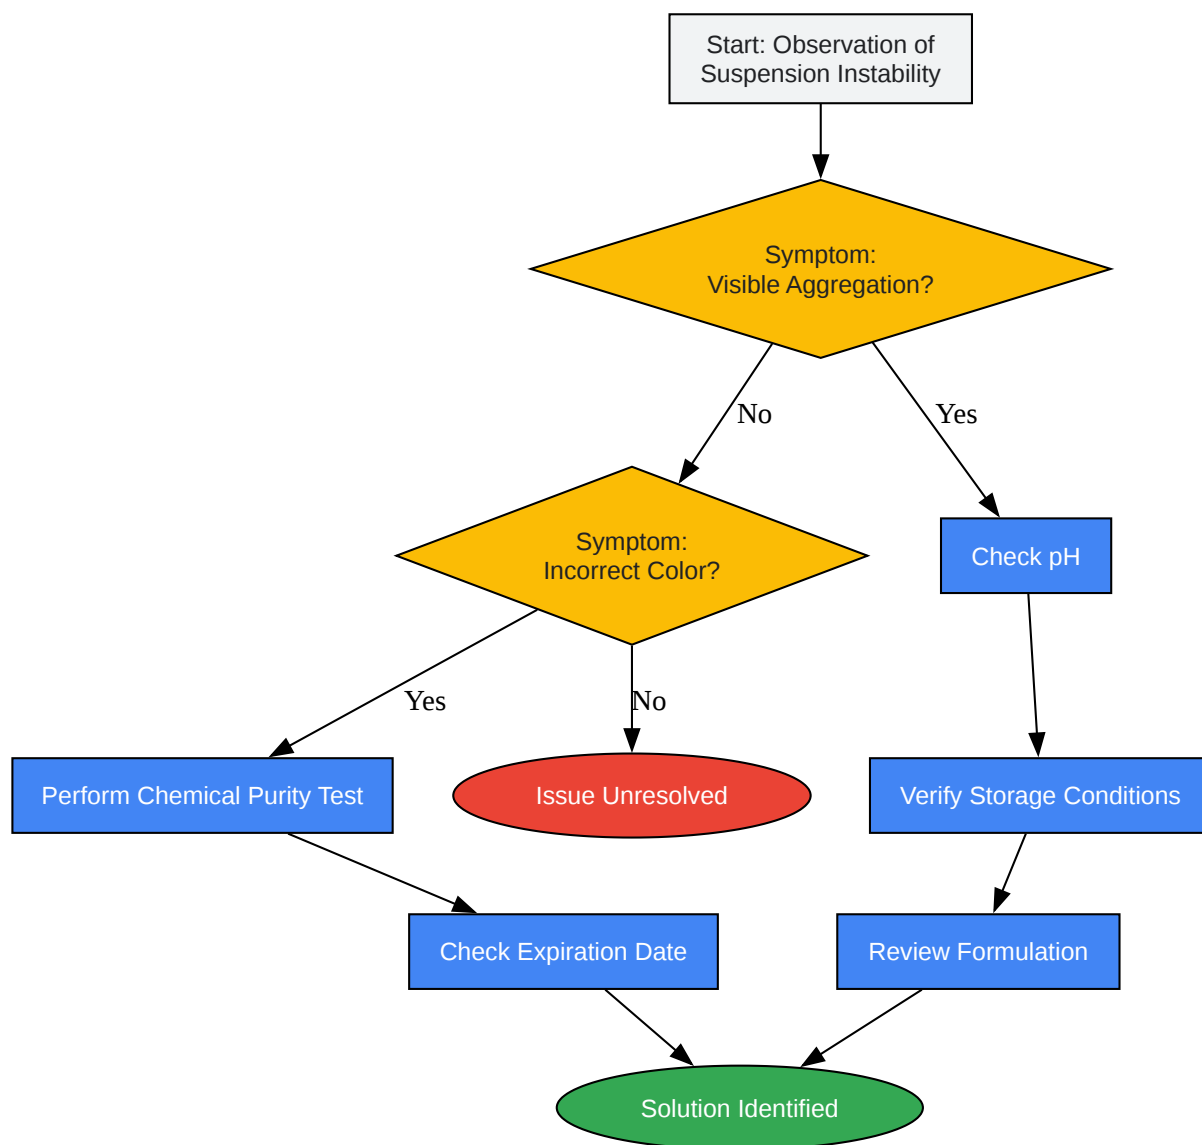 Start: Observation of
Suspension Instability
Symptom:
Visible Aggregation?
No
Yes
Symptom:
Incorrect Color?
Check pH
Yes
No
Perform Chemical Purity Test
Issue Unresolved
Verify Storage Conditions
Check Expiration Date
Review Formulation
Solution Identified